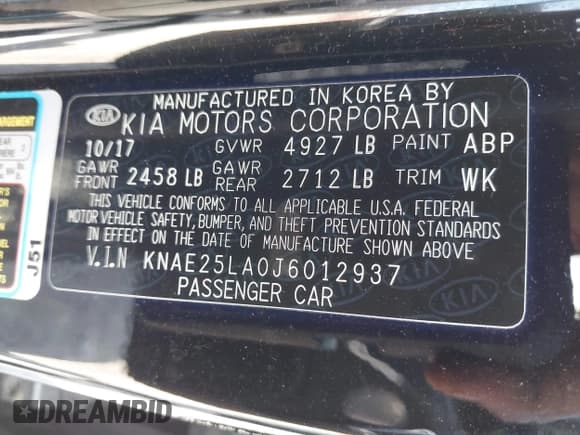 MANUFACTURED IN KOREA BY
KIA KIA MOTORS CORPORATION
10/17 GVWR 4927 LB PAINT ABP
GAWR FRONT 2458 LB GAWR REAR 2712 LB TRIM WK
THIS VEHICLE CONFORMS TO ALL APPLICABLE U.S.A. FEDERAL
MOTOR VEHICLE SAFETY, BUMPER, AND THEFT PREVENTION STANDARDS
IN EFFECT ON THE DATE OF MANUFACTURE SHOWN ABOVE
V.I.N KNAE25LA0J6012937
PASSENGER CAR
J51
DREAMBID